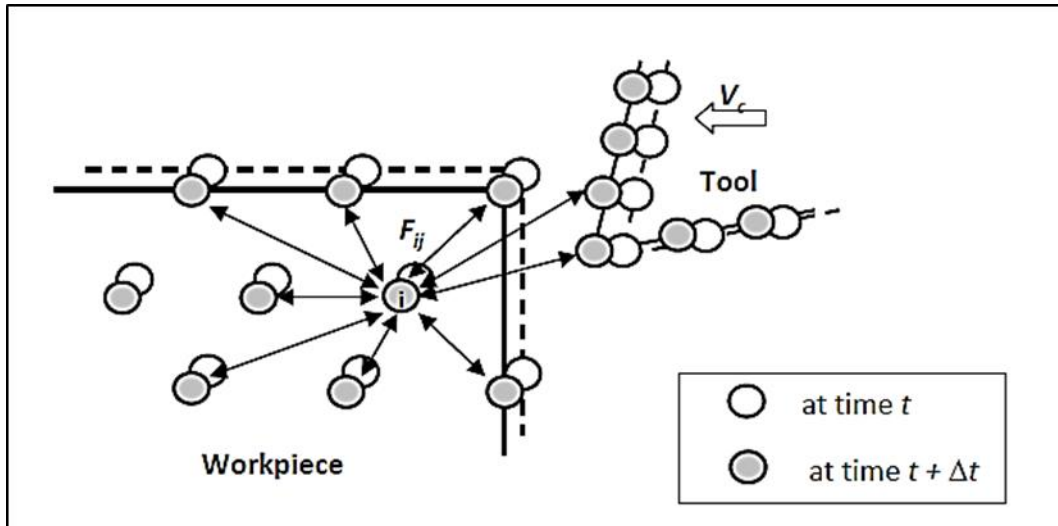 V_c
Tool
F_ij
i
Workpiece
at time t
at time t + Δt